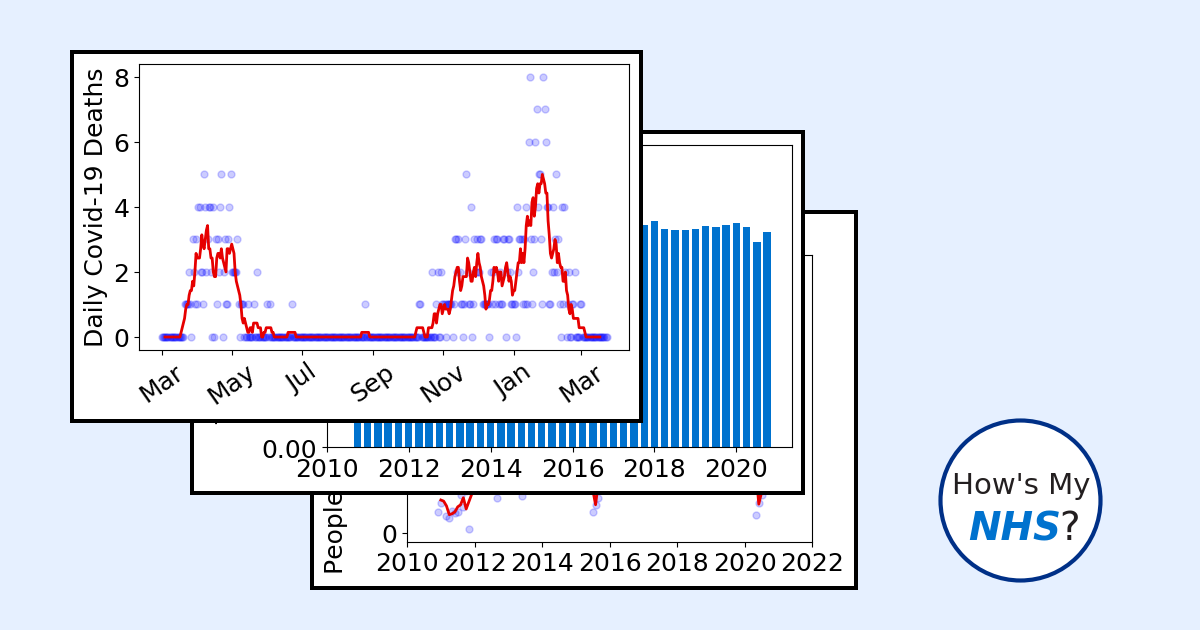 Daily Covid-19 Deaths
8
6
4
2
0
Mar May Jul Sep Nov Jan Mar
0.00
2010 2012 2014 2016 2018 2020
People
0
2010 2012 2014 2016 2018 2020 2022
How's My
NHS?